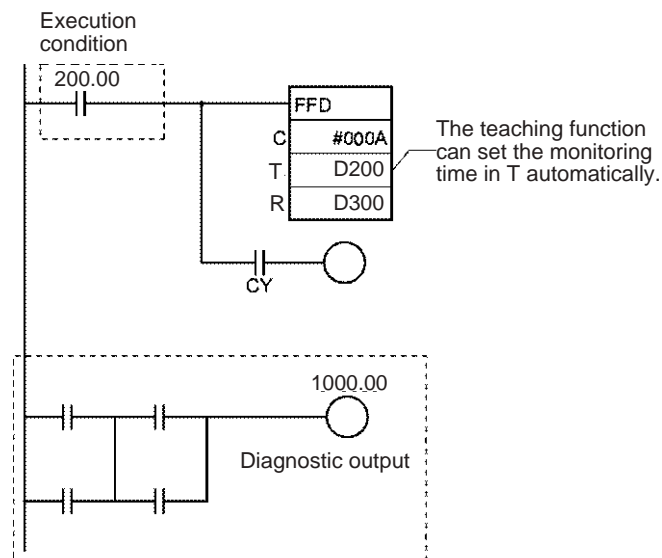 Execution
condition
200.00
FFD
C #000A
T D200
R D300
The teaching function
can set the monitoring
time in T automatically.
CY
1000.00
Diagnostic output